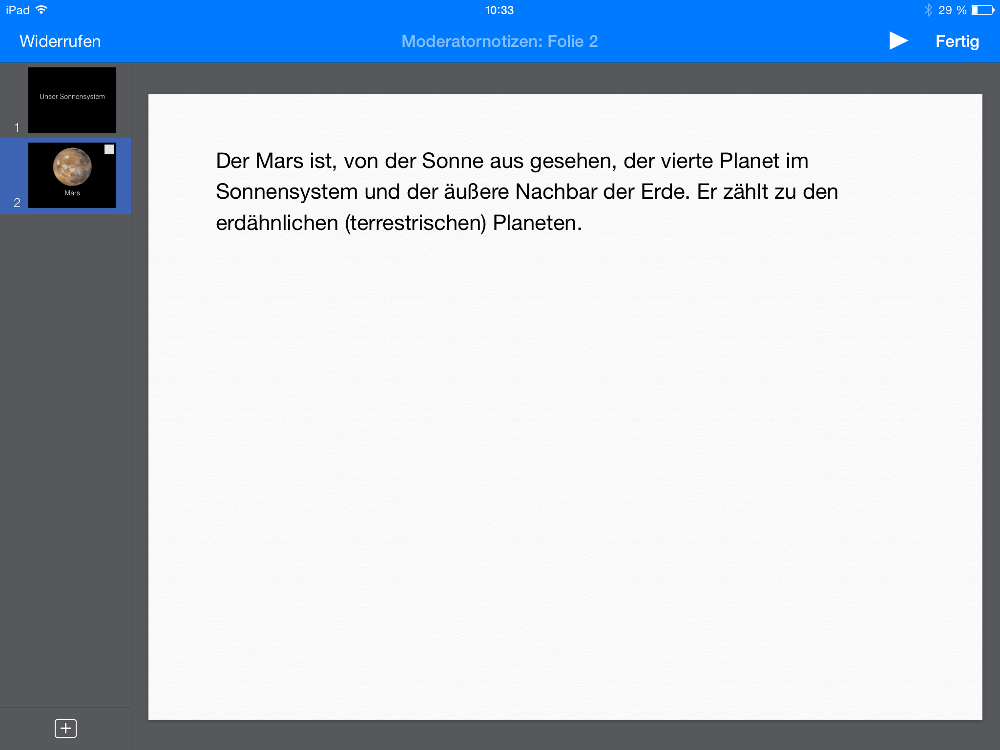 iPad
10:33
29 %
Widerrufen
Moderatornotizen: Folie 2
Fertig
Unser Sonnensystem
1
Mars
2
Der Mars ist, von der Sonne aus gesehen, der vierte Planet im
Sonnensystem und der äußere Nachbar der Erde. Er zählt zu den
erdähnlichen (terrestrischen) Planeten.